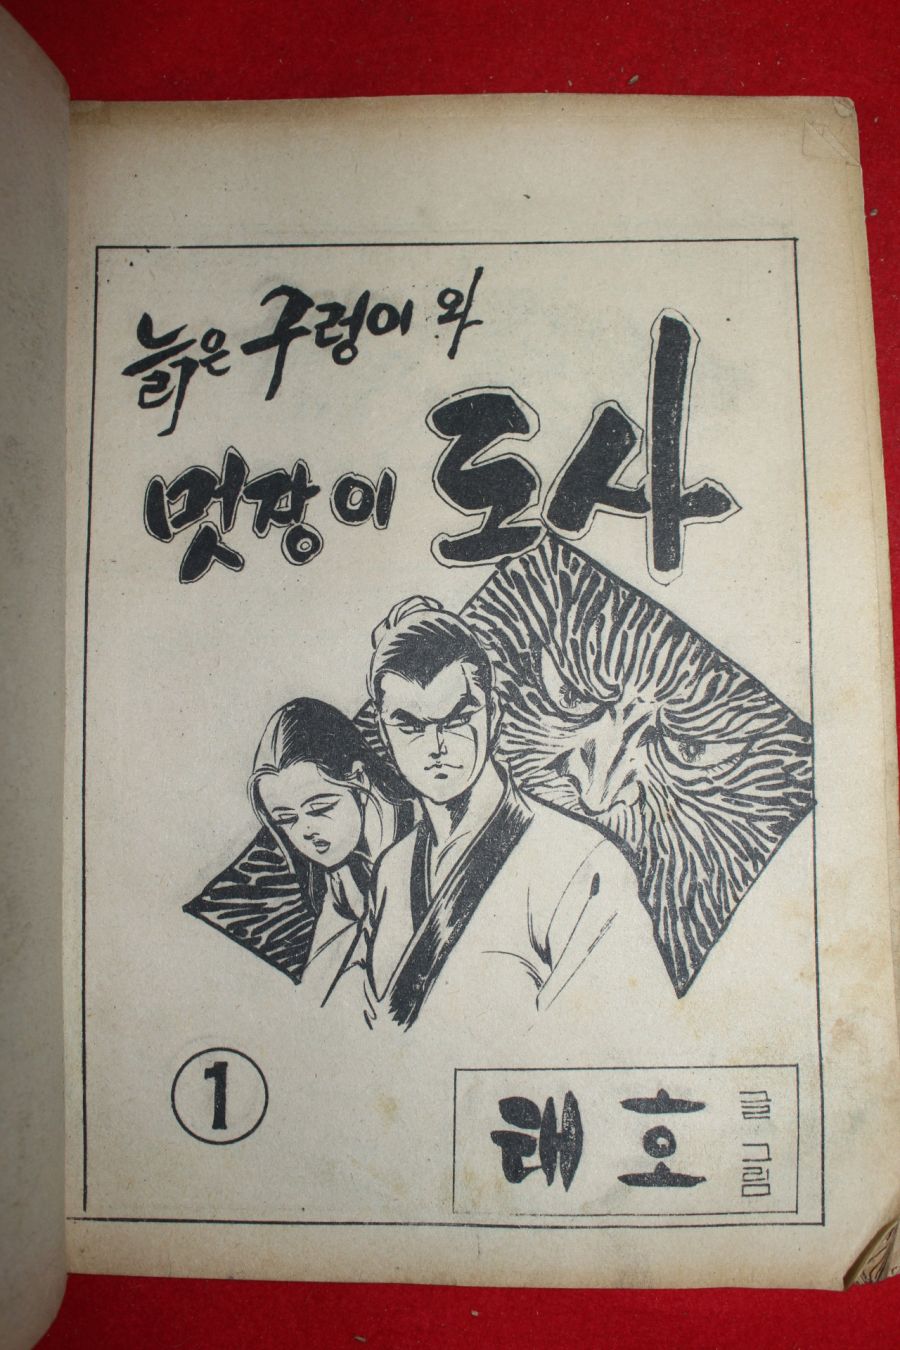 늙은 구렁이 와
멋장이 도사
1
태호
글·그림